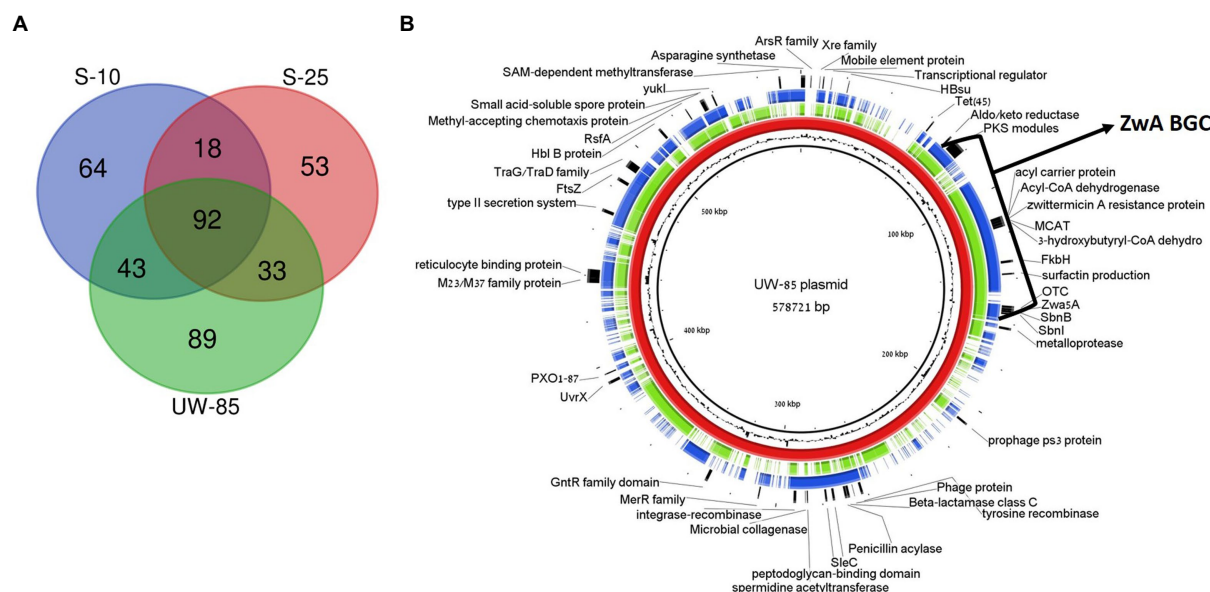 A
S-10
S-25
64
18
53
92
43
33
89
UW-85
B
ArsR family
Xre family
Asparagine synthetase
Mobile element protein
SAM-dependent methyltransferase
Transcriptional regulator
yukI
HBsu
Small acid-soluble spore protein
Tet(45)
Methyl-accepting chemotaxis protein
Aldo/keto reductase
PKS modules
ZwA BGC
RsfA
Hbl B protein
TraG/TraD family
FtsZ
type II secretion system
acyl carrier protein
Acyl-CoA dehydrogenase
zwittermicin A resistance protein
MCAT
3-hydroxybutyryl-CoA dehydro
FkbH
surfactin production
OTC
Zwa5A
SbnB
SbnI
metalloprotease
reticulocyte binding protein
M23/M37 family protein
500 kbp
100 kbp
UW-85 plasmid
578721 bp
400 kbp
200 kbp
300 kbp
PXO1-87
UvrX
prophage ps3 protein
GntR family domain
MerR family
integrase-recombinase
Microbial collagenase
Phage protein
Beta-lactamase class C
tyrosine recombinase
Penicillin acylase
SleC
peptodoglycan-binding domain
spermidine acetyltransferase